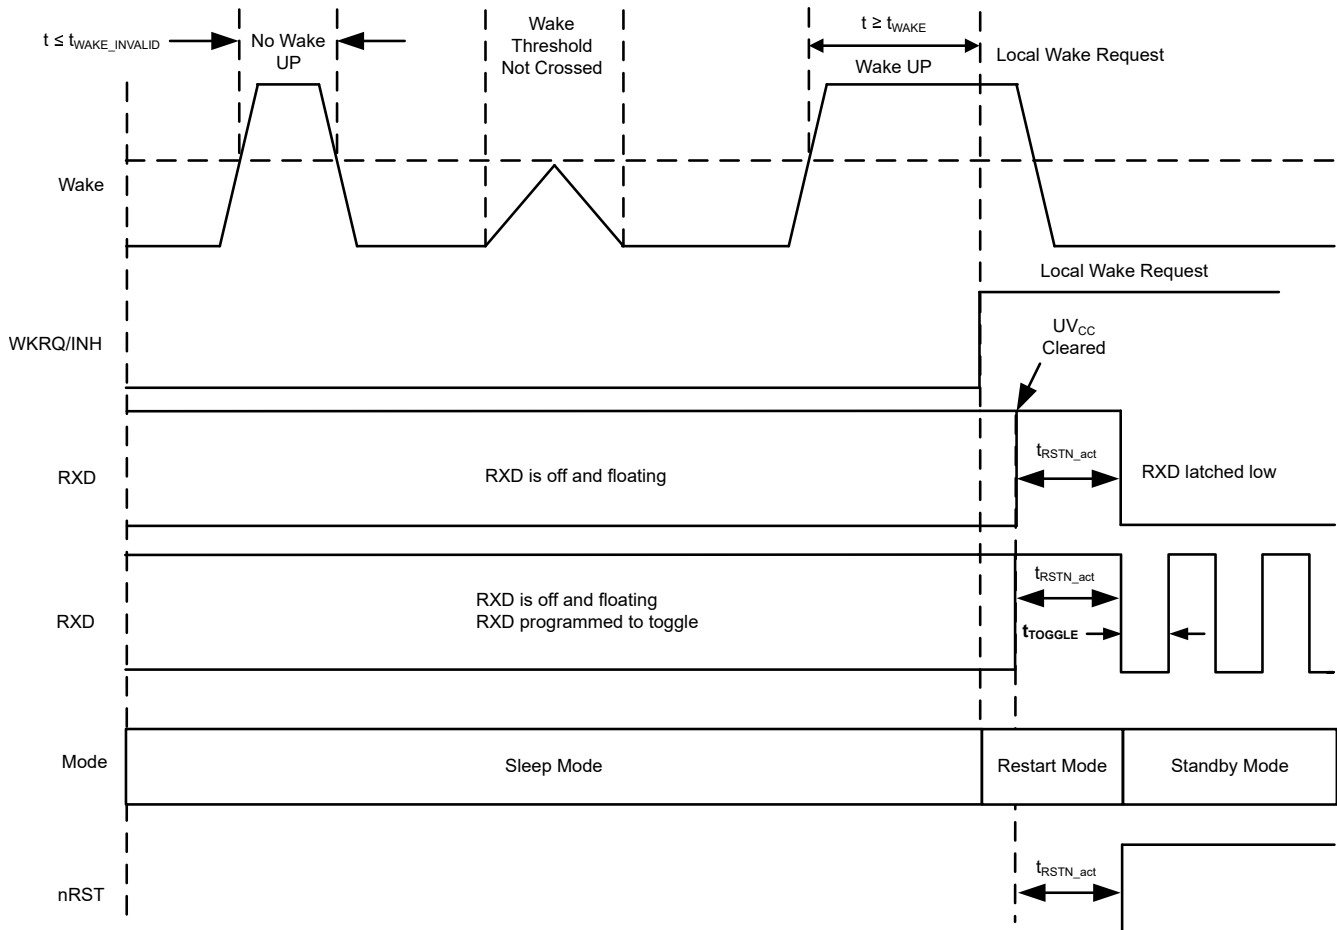 t ≤ tWAKE_INVALID
No Wake
UP
Wake
Threshold
Not Crossed
t ≥ tWAKE
Wake UP
Local Wake Request
Wake
Local Wake Request
WKRQ/INH
UVCC
Cleared
RXD
RXD is off and floating
tRSTN_act
RXD latched low
RXD
RXD is off and floating
RXD programmed to toggle
tRSTN_act
tTOGGLE
Mode
Sleep Mode
Restart Mode
Standby Mode
nRST
tRSTN_act